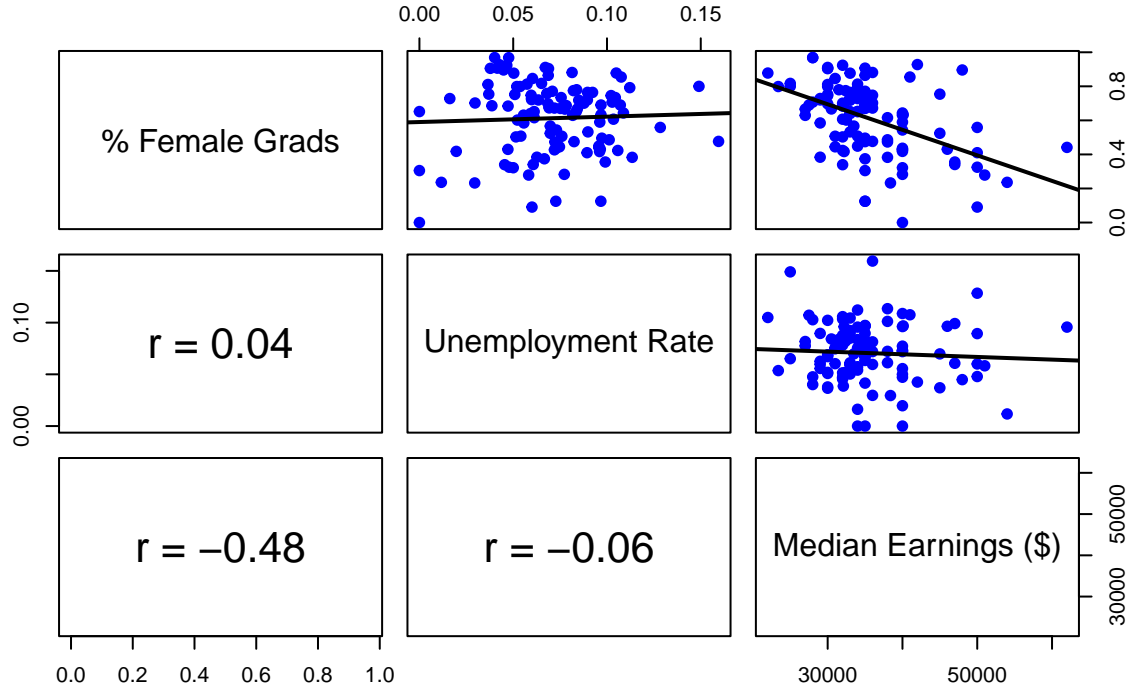 0.00 0.05 0.10 0.15
% Female Grads
0.0 0.4 0.8
0.00 0.10
r = 0.04
Unemployment Rate
r = −0.48
r = −0.06
Median Earnings ($)
30000 50000
0.0 0.2 0.4 0.6 0.8 1.0
30000 50000